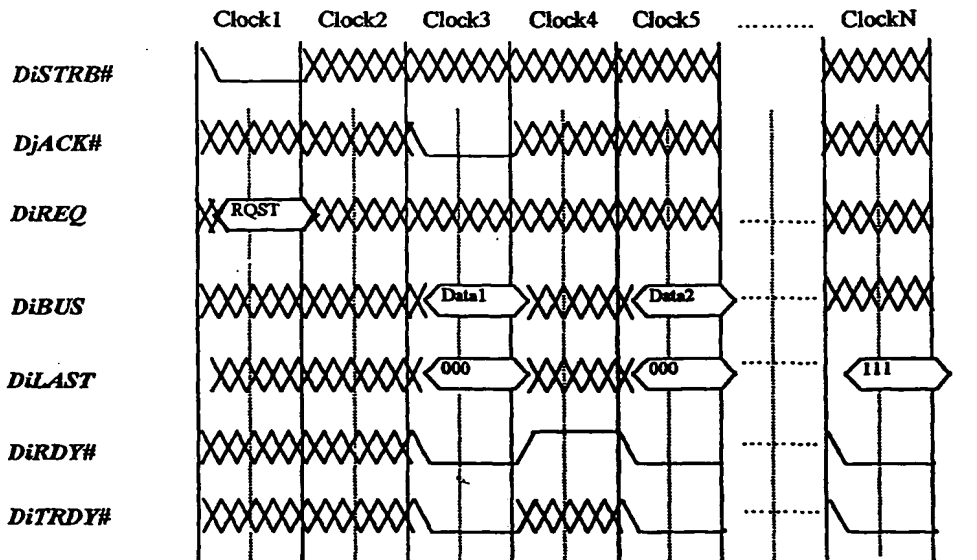 Clock1 Clock2 Clock3 Clock4 Clock5 .......... ClockN
DiSTRB#
DjACK#
DiREQ RQST ..........
DiBUS Data1 Data2 ..........
DiLAST 000 000 .......... 111
DiRDY# ..........
DiTRDY# ..........